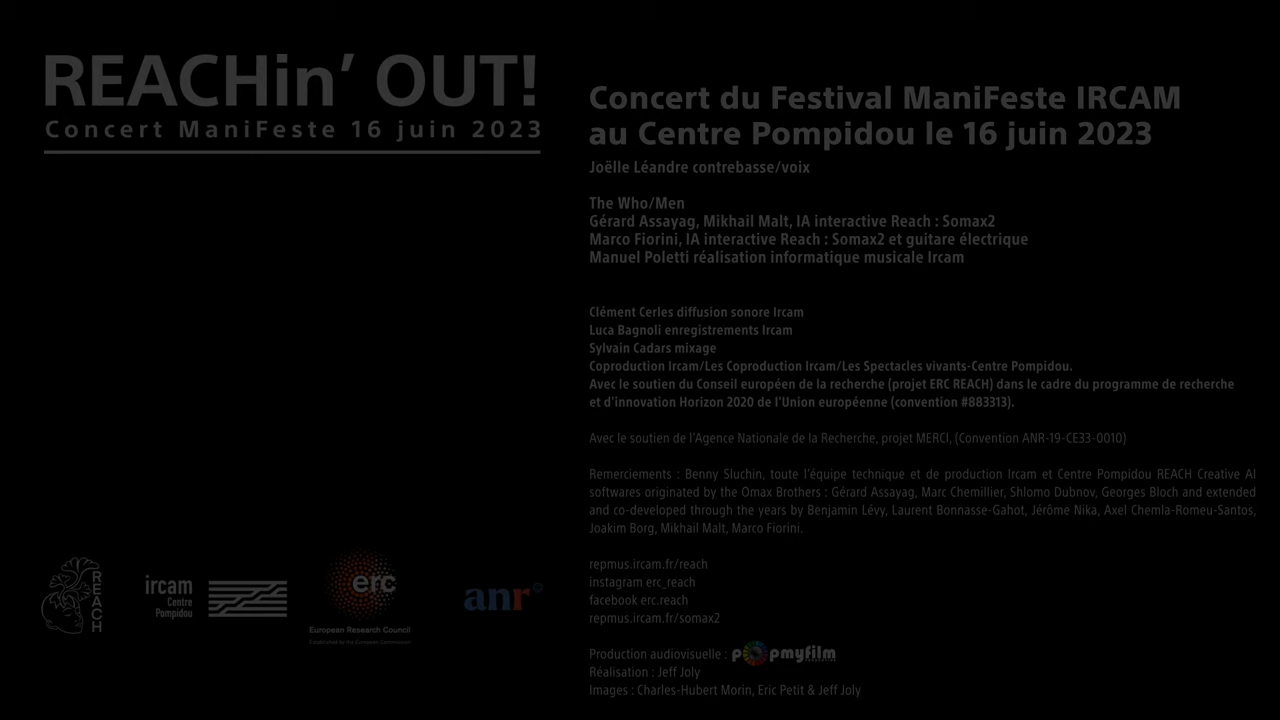 REACHin’ OUT!
Concert ManiFeste 16 juin 2023
Concert du Festival ManiFeste IRCAM
au Centre Pompidou le 16 juin 2023
Joëlle Léandre contrebasse/voix
The Who/Men
Gérard Assayag, Mikhail Malt, IA interactive Reach : Somax2
Marco Fiorini, IA interactive Reach : Somax2 et guitare électrique
Manuel Poletti réalisation informatique musicale Ircam
Clément Cerles diffusion sonore Ircam
Luca Bagnoli enregistrements Ircam
Sylvain Cadars mixage
Coproduction Ircam/Les Coproduction Ircam/Les Spectacles vivants-Centre Pompidou.
Avec le soutien du Conseil européen de la recherche (projet ERC REACH) dans le cadre du programme de recherche
et d'innovation Horizon 2020 de l'Union européenne (convention #883313).
Avec le soutien de l'Agence Nationale de la Recherche, projet MERCI, (Convention ANR-19-CE33-0010)
Remerciements : Benny Sluchin, toute l'équipe technique et de production Ircam et Centre Pompidou REACH Creative AI
softwares originated by the Omax Brothers : Gérard Assayag, Marc Chemillier, Shlomo Dubnov, Georges Bloch and extended
and co-developed through the years by Benjamin Lévy, Laurent Bonnasse-Gahot, Jérôme Nika, Axel Chemla-Romeu-Santos,
Joakim Borg, Mikhail Malt, Marco Fiorini.
repmus.ircam.fr/reach
instagram erc_reach
facebook erc.reach
repmus.ircam.fr/somax2
Production audiovisuelle : popmyfilm
Réalisation : Jeff Joly
Images : Charles-Hubert Morin, Eric Petit & Jeff Joly
REACH
ircam
Centre
Pompidou
erc
European Research Council
Established by the European Commission
anr